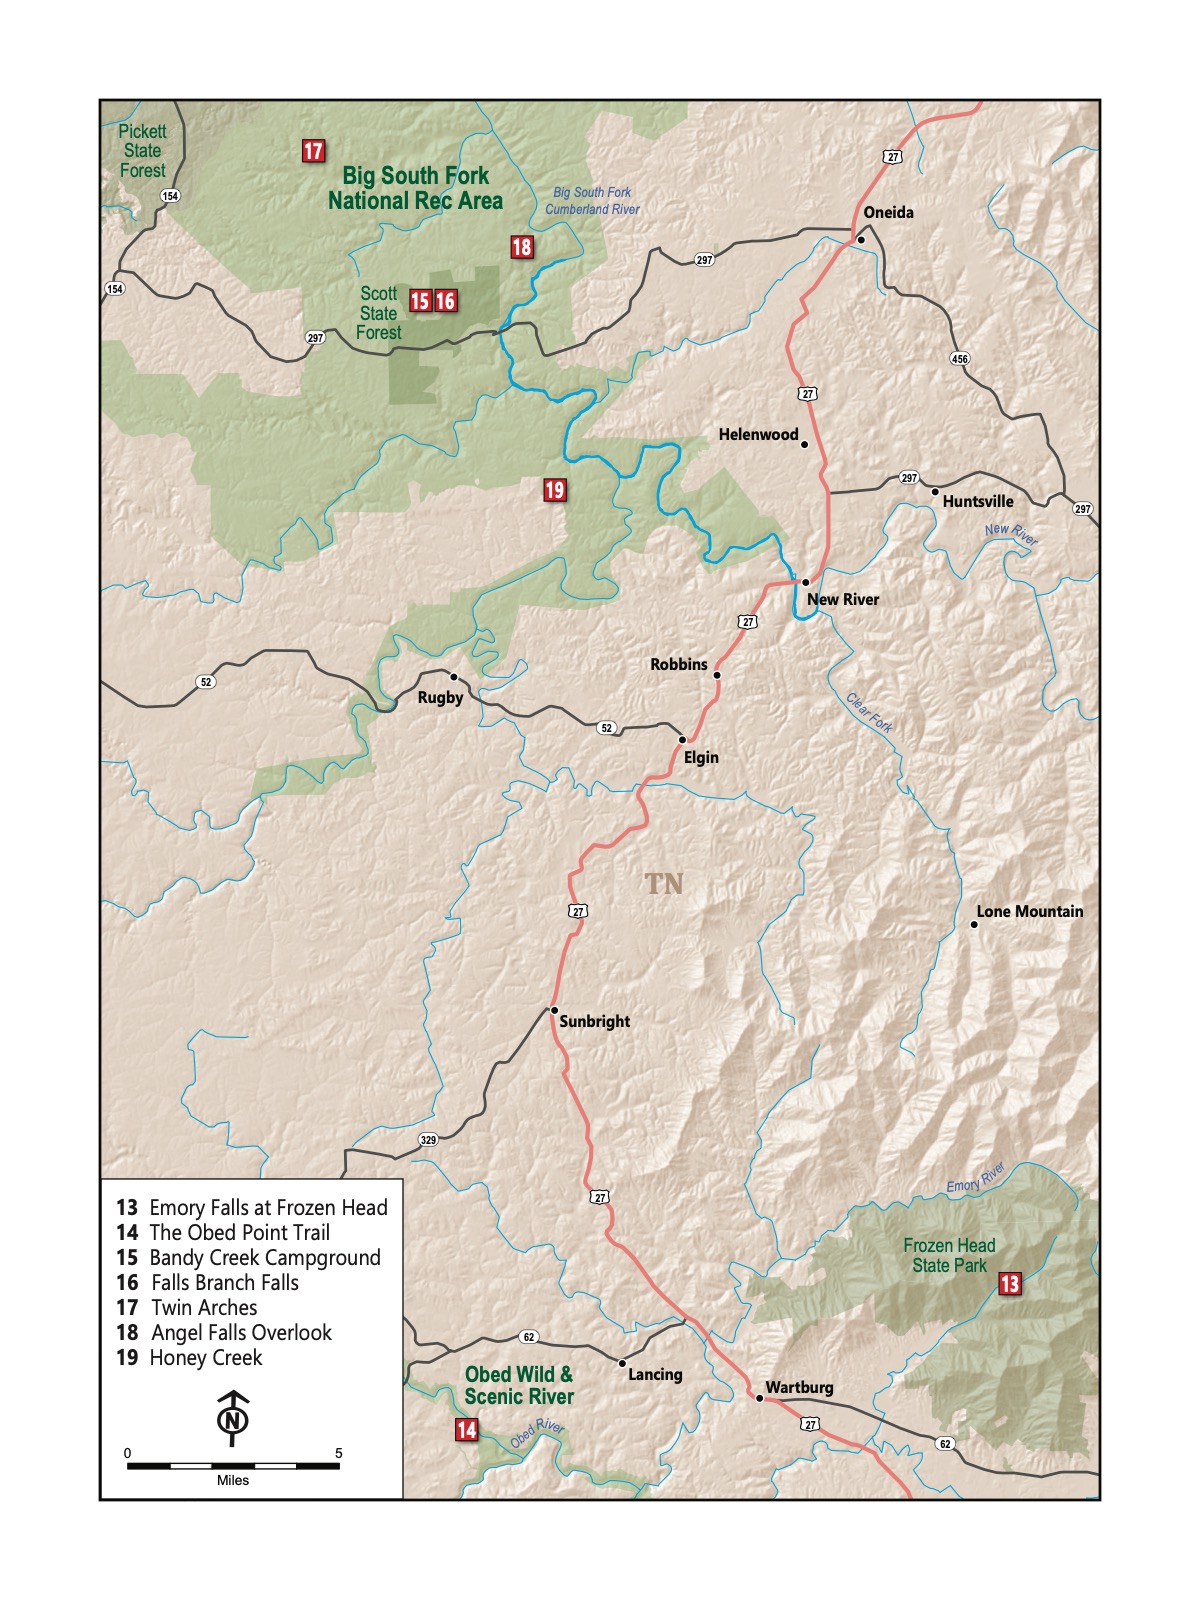 Pickett
State
Forest
17
Big South Fork
National Rec Area
Big South Fork
Cumberland River
27
154
Oneida
18
297
154
Scott
State
Forest
15 16
297
456
27
Helenwood
19
297
Huntsville
297
New River
New River
27
Robbins
52
Rugby
Clear Fork
52
Elgin
TN
27
Lone Mountain
Sunbright
329
Emory River
27
Frozen Head
State Park
13
13 Emory Falls at Frozen Head
14 The Obed Point Trail
15 Bandy Creek Campground
16 Falls Branch Falls
17 Twin Arches
18 Angel Falls Overlook
19 Honey Creek
N
0 5
Miles
62
Lancing
Obed Wild &
Scenic River
Wartburg
14
Obed River
27
62